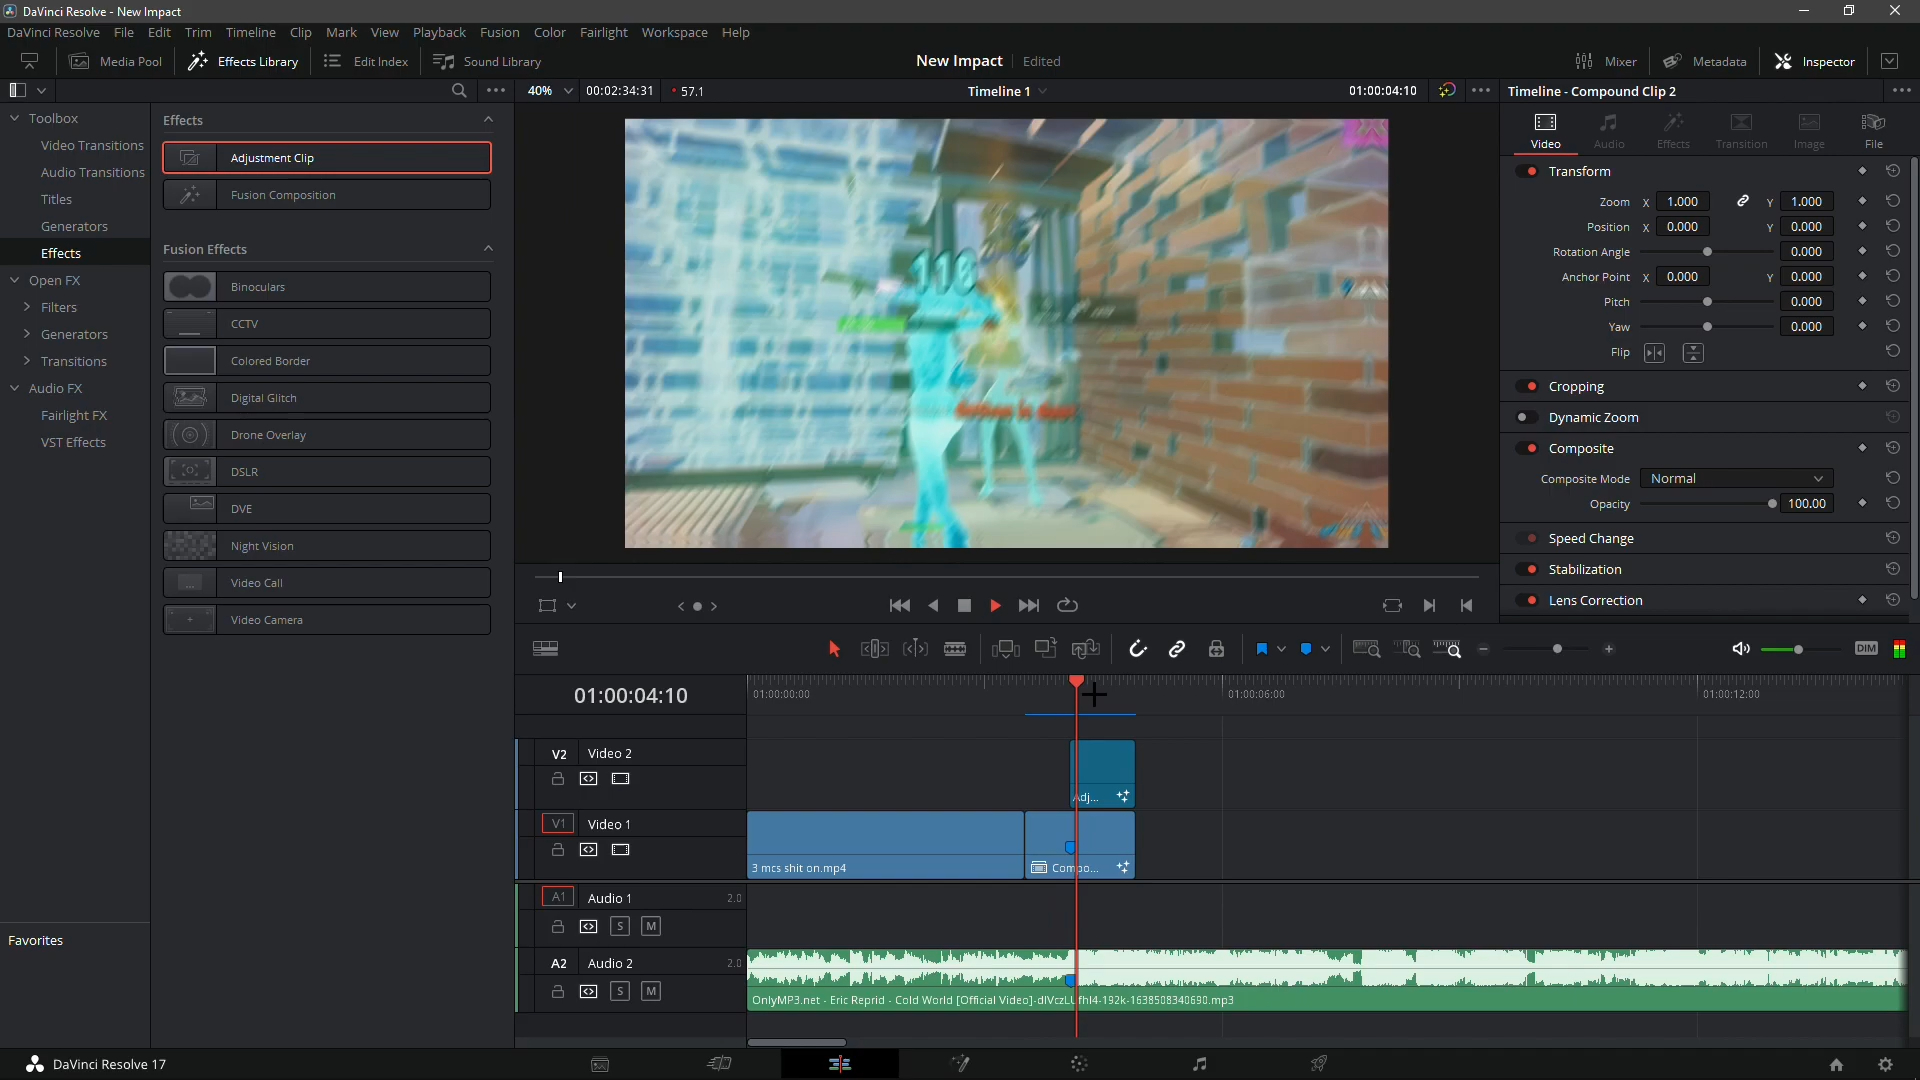 DaVinci Resolve - New Impact
DaVinci Resolve File Edit Trim Timeline Clip Mark View Playback Fusion Color Fairlight Workspace Help
Media Pool Effects Library Edit Index Sound Library New Impact Edited Mixer Metadata Inspector
40% 00:02:34:31 57.1 Timeline 1 01:00:04:10 Timeline - Compound Clip 2
Toolbox
Video Transitions
Audio Transitions
Titles
Generators
Effects
Open FX
Filters
Generators
Transitions
Audio FX
Fairlight FX
VST Effects
Favorites
Effects
Adjustment Clip
Fusion Composition
Fusion Effects
Binoculars
CCTV
Colored Border
Digital Glitch
Drone Overlay
DSLR
DVE
Night Vision
Video Call
Video Camera
110
Video Audio Effects Transition Image File
Transform
Zoom X 1.000 Y 1.000
Position X 0.000 Y 0.000
Rotation Angle 0.000
Anchor Point X 0.000 Y 0.000
Pitch 0.000
Yaw 0.000
Flip
Cropping
Dynamic Zoom
Composite
Composite Mode Normal
Opacity 100.00
Speed Change
Stabilization
Lens Correction
DIM
01:00:04:10 01:00:00:00 01:00:06:00 01:00:12:00
V2 Video 2
Adj...
V1 Video 1
3 mcs shit on.mp4 Compo...
A1 Audio 1 2.0
S M
A2 Audio 2 2.0
S M
OnlyMP3.net - Eric Reprid - Cold World [Official Video]
DaVinci Resolve 17